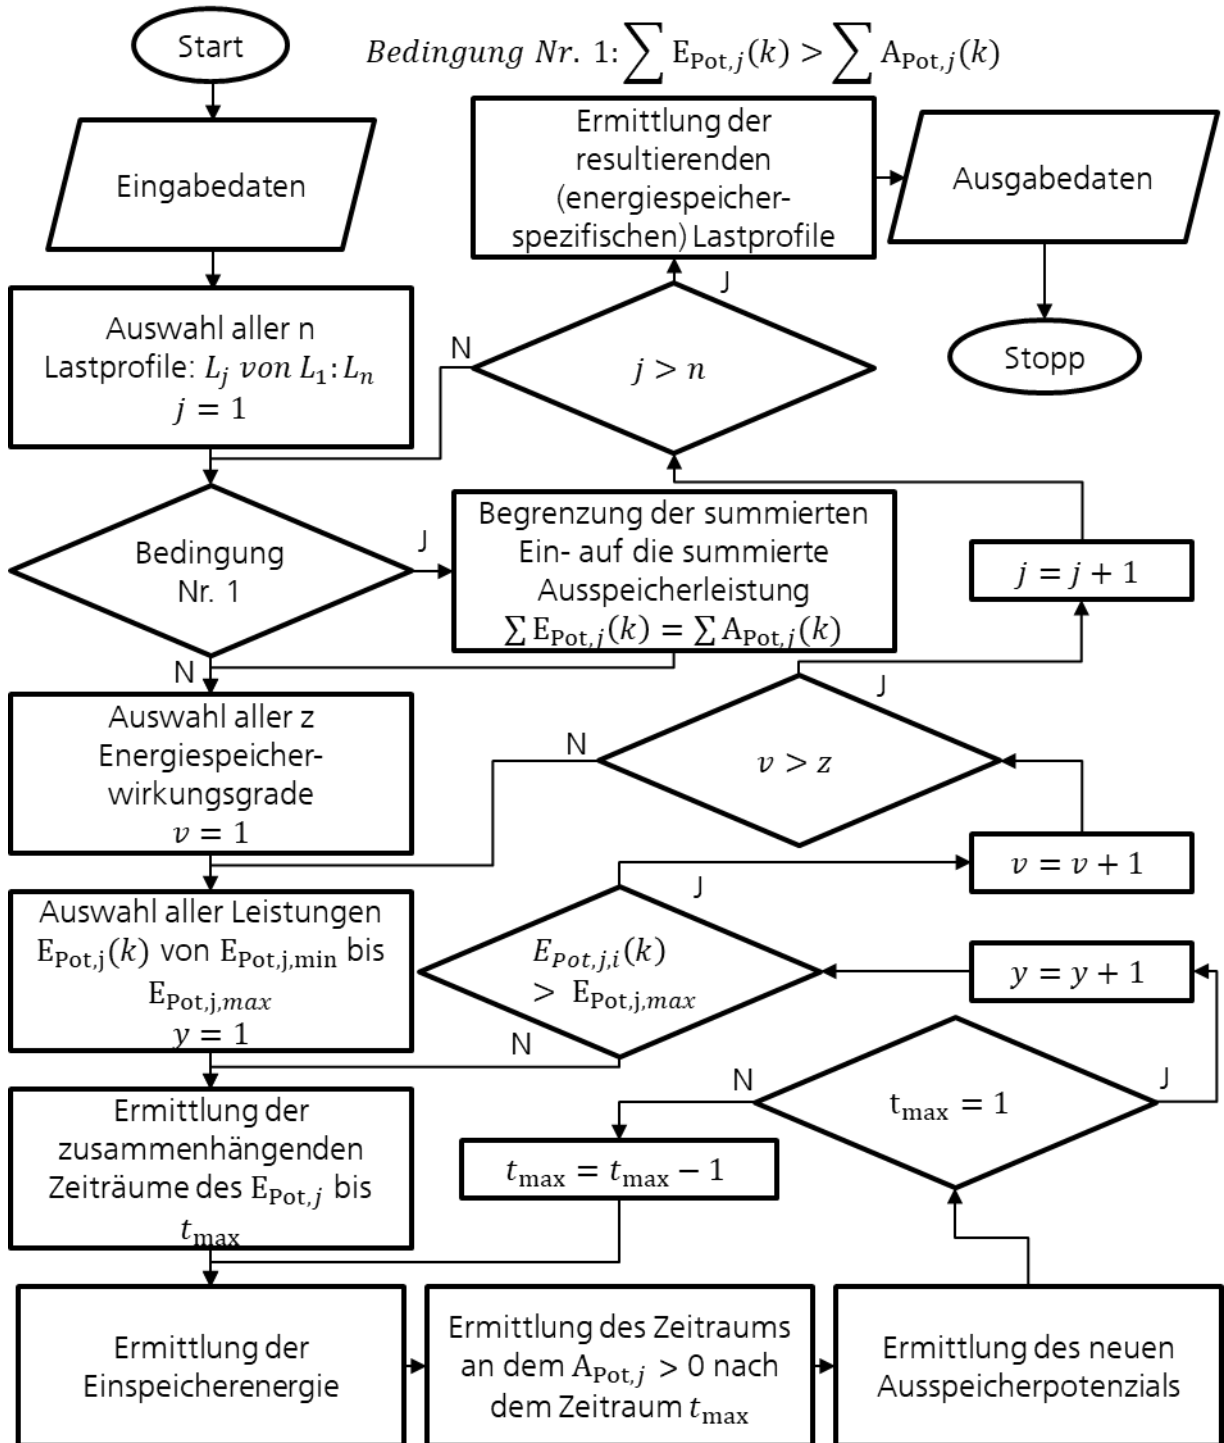 Start
Bedingung Nr. 1: ∑ E_Pot,j(k) > ∑ A_Pot,j(k)
Eingabedaten
Ermittlung der
resultierenden
(energiespeicher-
spezifischen) Lastprofile
Ausgabedaten
Stopp
Auswahl aller n
Lastprofile: L_j von L_1: L_n
j = 1
N
J
j > n
Bedingung
Nr. 1
J
N
Begrenzung der summierten
Ein- auf die summierte
Ausspeicherleistung
∑ E_Pot,j(k) = ∑ A_Pot,j(k)
j = j + 1
Auswahl aller z
Energiespeicher-
wirkungsgrade
v = 1
N
J
v > z
v = v + 1
Auswahl aller Leistungen
E_Pot,j(k) von E_Pot,j,min bis
E_Pot,j,max
y = 1
J
E_Pot,j,i(k)
> E_Pot,j,max
N
y = y + 1
Ermittlung der
zusammenhängenden
Zeiträume des E_Pot,j bis
t_max
N
J
t_max = 1
t_max = t_max − 1
Ermittlung der
Einspeicherenergie
Ermittlung des Zeitraums
an dem A_Pot,j > 0 nach
dem Zeitraum t_max
Ermittlung des neuen
Ausspeicherpotenzials